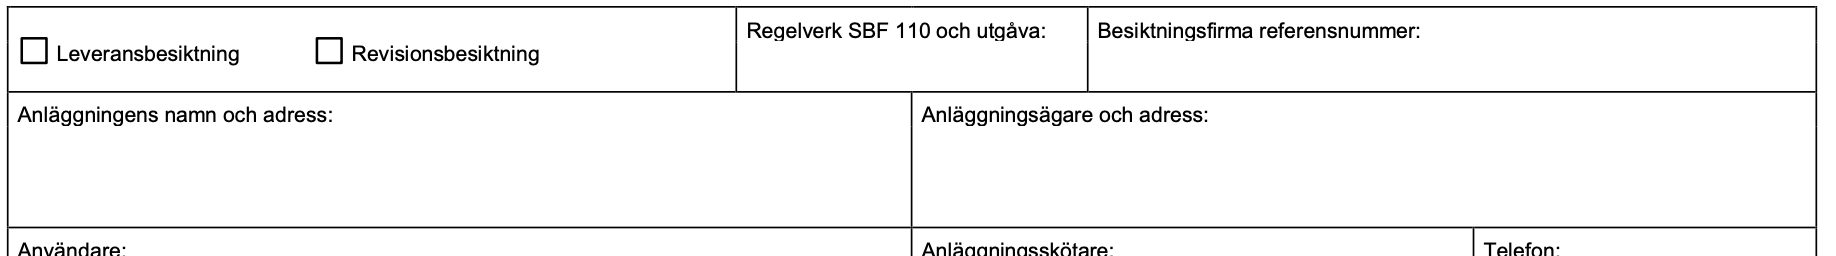 Leveransbesiktning Revisionsbesiktning Regelverk SBF 110 och utgåva: Besiktningsfirma referensnummer:
Anläggningens namn och adress: Anläggningsägare och adress:
Användare: Anläggningsskötare: Telefon: